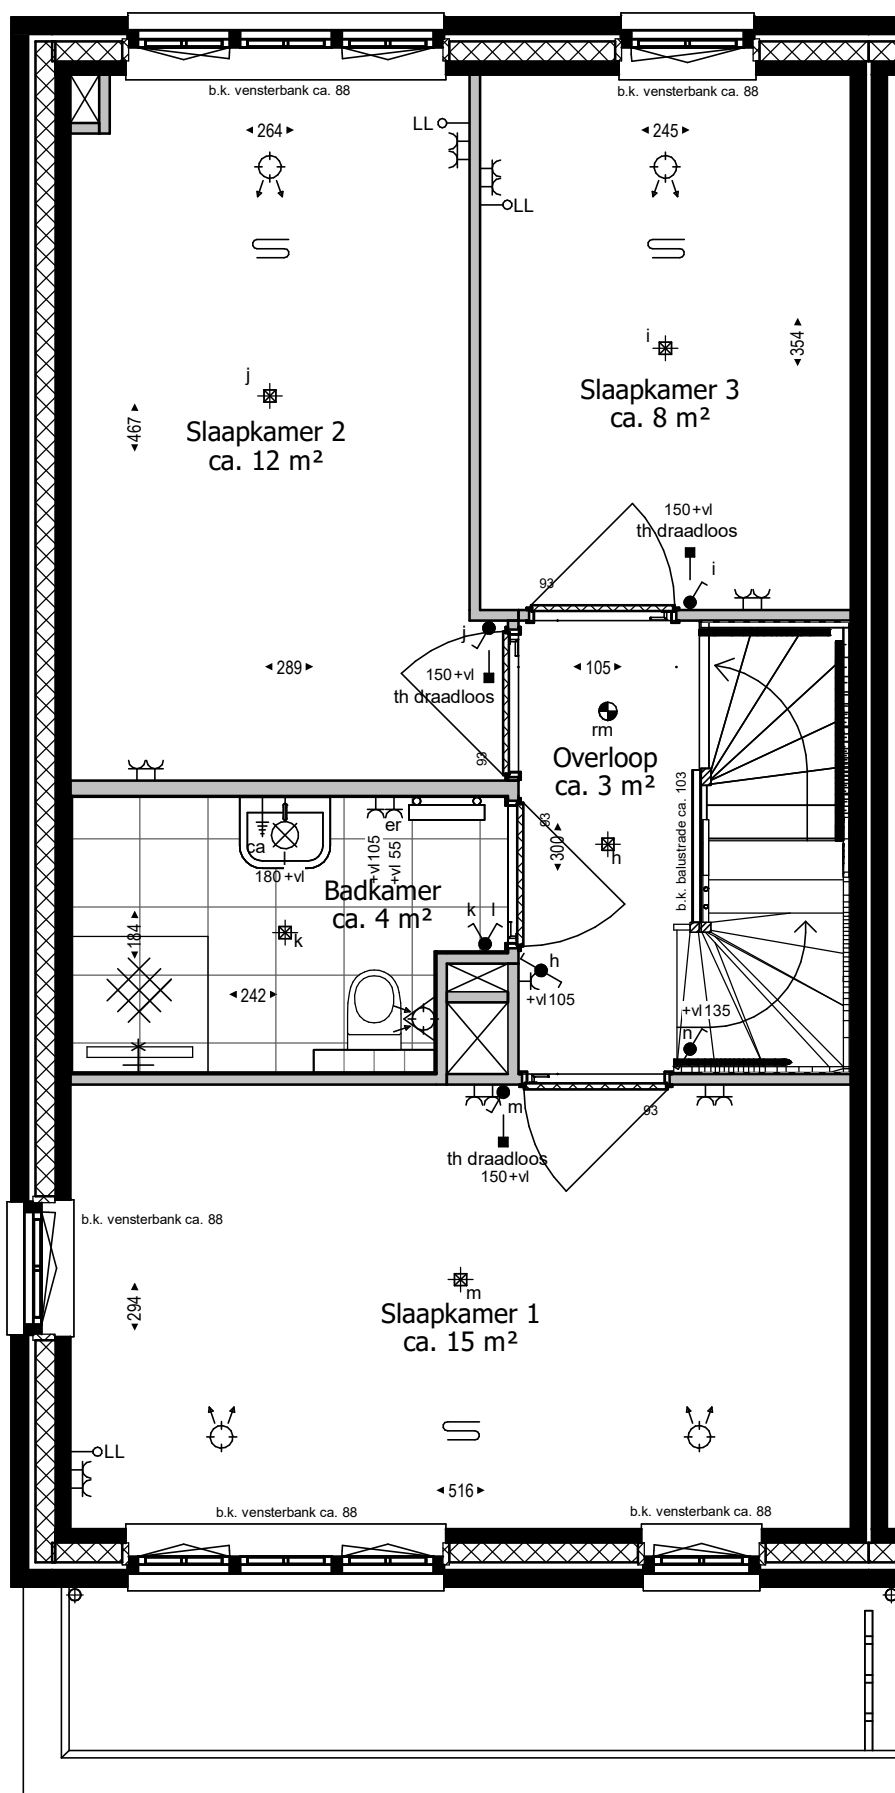 b.k. vensterbank ca. 88
b.k. vensterbank ca. 88
264
LL
245
LL
i
354
j
Slaapkamer 3
ca. 8 m²
467
Slaapkamer 2
ca. 12 m²
150+vl
th draadloos
i
93
j
289
150+vl
th draadloos
93
105
rm
Overloop
ca. 3 m²
b.k. balustrade ca. 103
er
ca
180+vl
+vl 105
+vl 55
93
300
h
Badkamer
ca. 4 m²
k
l
184
k
242
h
+vl 105
+vl 135
n
m
93
th draadloos
150+vl
b.k. vensterbank ca. 88
m
294
Slaapkamer 1
ca. 15 m²
LL
516
b.k. vensterbank ca. 88
b.k. vensterbank ca. 88